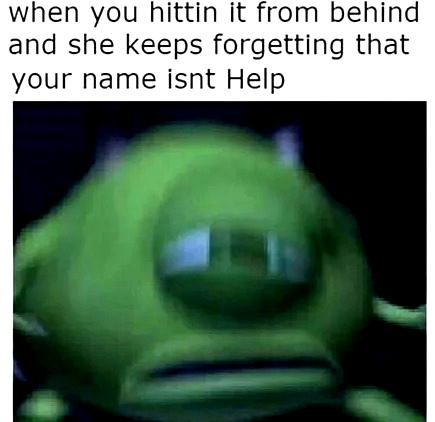 when you hittin it from behind
and she keeps forgetting that
your name isnt Help